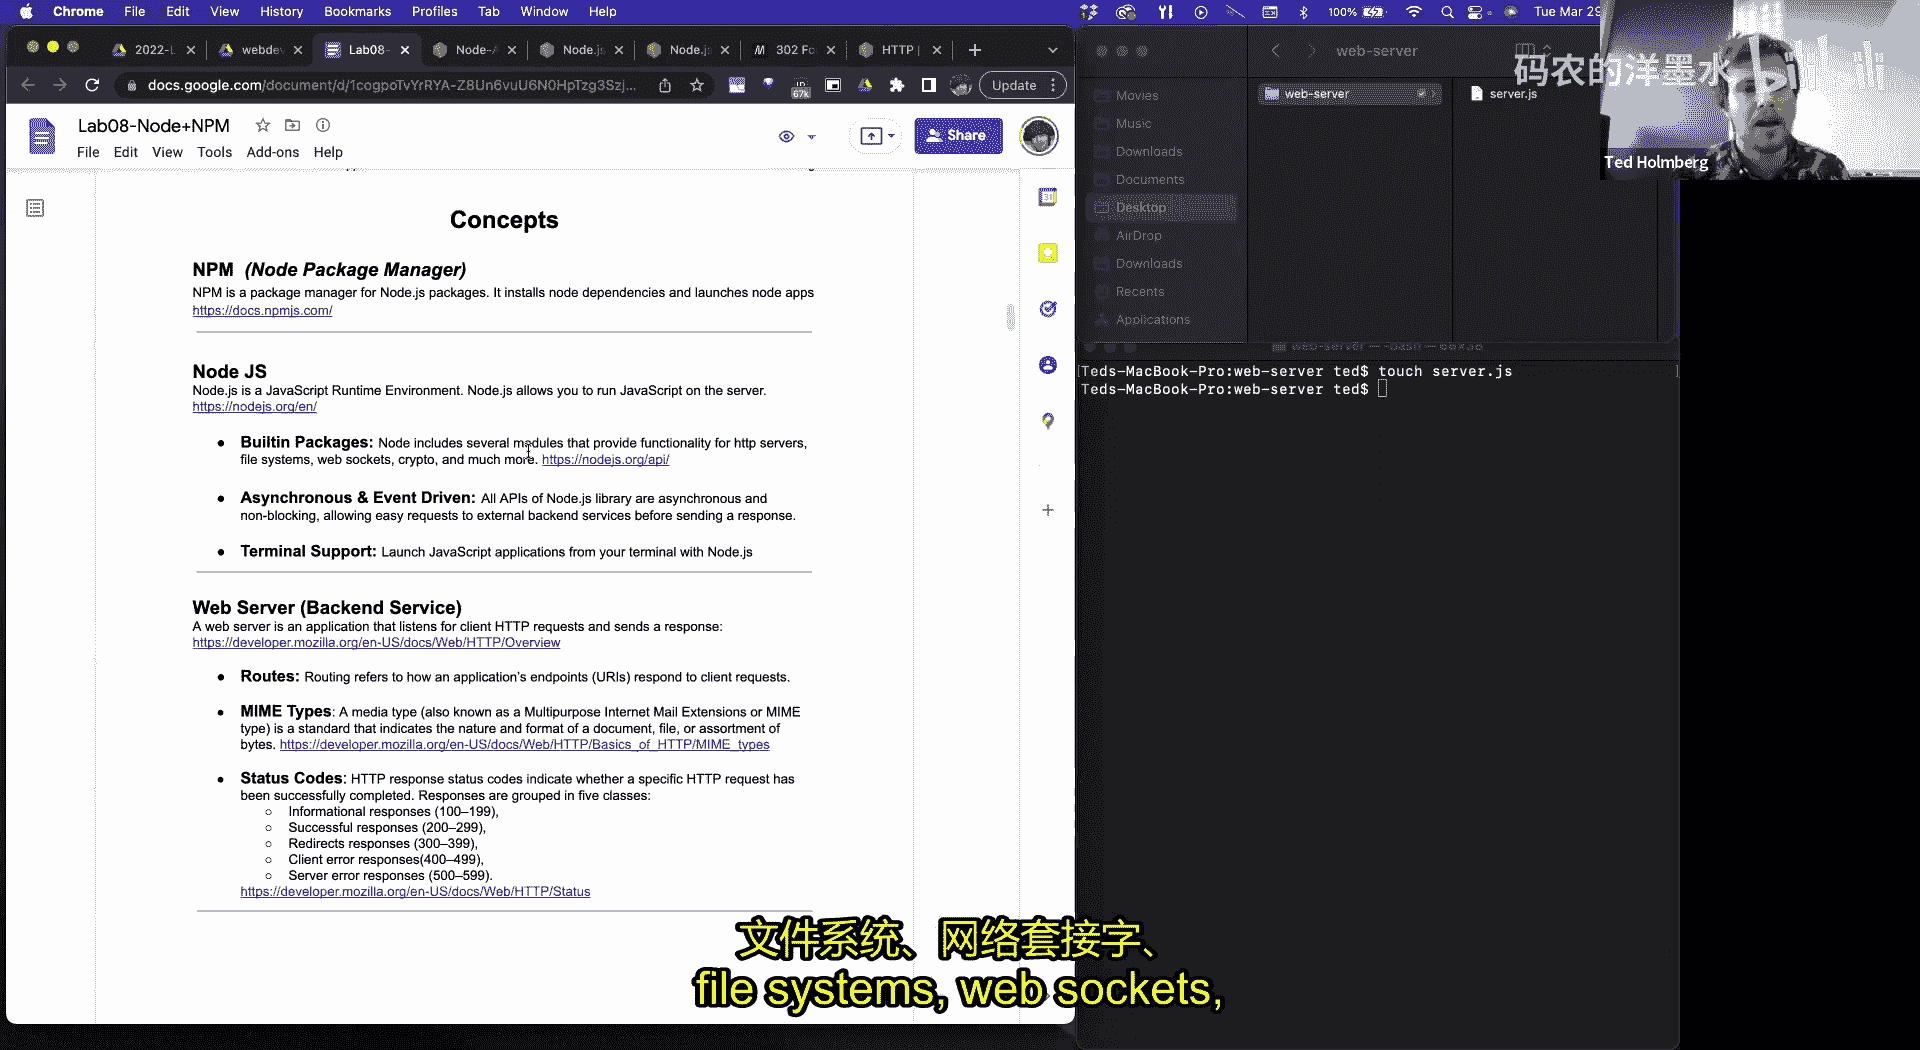 Chrome File Edit View History Bookmarks Profiles Tab Window Help
100% Tue Mar 29
2022-L webdev Lab08- Node-A Node.js Node.js 302 Fo HTTP |
docs.google.com/document/d/1cogpoTvYrRYA-Z8Un6vuU6N0HpTzg3Szj...
67k
Update
Lab08-Node+NPM
File Edit View Tools Add-ons Help
Share
Concepts
NPM (Node Package Manager)
NPM is a package manager for Node.js packages. It installs node dependencies and launches node apps
https://docs.npmjs.com/
Node JS
Node.js is a JavaScript Runtime Environment. Node.js allows you to run JavaScript on the server.
https://nodejs.org/en/
● Builtin Packages: Node includes several modules that provide functionality for http servers,
file systems, web sockets, crypto, and much more. https://nodejs.org/api/
● Asynchronous & Event Driven: All APIs of Node.js library are asynchronous and
non-blocking, allowing easy requests to external backend services before sending a response.
● Terminal Support: Launch JavaScript applications from your terminal with Node.js
Web Server (Backend Service)
A web server is an application that listens for client HTTP requests and sends a response:
https://developer.mozilla.org/en-US/docs/Web/HTTP/Overview
● Routes: Routing refers to how an application's endpoints (URIs) respond to client requests.
● MIME Types: A media type (also known as a Multipurpose Internet Mail Extensions or MIME
type) is a standard that indicates the nature and format of a document, file, or assortment of
bytes. https://developer.mozilla.org/en-US/docs/Web/HTTP/Basics_of_HTTP/MIME_types
● Status Codes: HTTP response status codes indicate whether a specific HTTP request has
been successfully completed. Responses are grouped in five classes:
○ Informational responses (100–199),
○ Successful responses (200–299),
○ Redirects responses (300–399),
○ Client error responses(400–499),
○ Server error responses (500–599).
https://developer.mozilla.org/en-US/docs/Web/HTTP/Status
31
web-server
Movies
Music
Downloads
Documents
Desktop
AirDrop
Downloads
Recents
Applications
web-server
server.js
码农的洋墨水
Ted Holmberg
web-server — -bash — 66x38
Teds-MacBook-Pro:web-server ted$ touch server.js
Teds-MacBook-Pro:web-server ted$
文件系统、网络套接字、
file systems, web sockets,